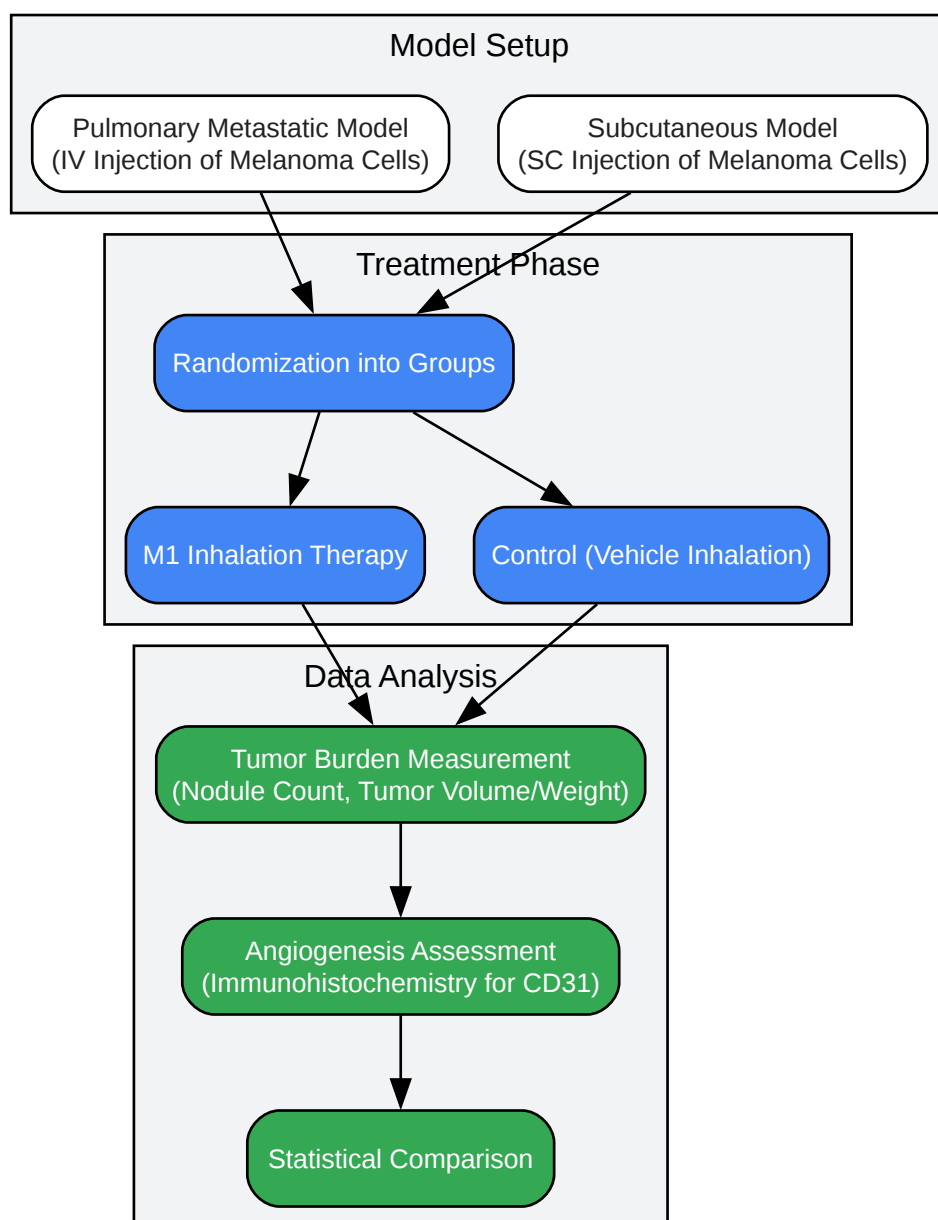 Model Setup
Pulmonary Metastatic Model
(IV Injection of Melanoma Cells)
Subcutaneous Model
(SC Injection of Melanoma Cells)
Treatment Phase
Randomization into Groups
M1 Inhalation Therapy
Control (Vehicle Inhalation)
Data Analysis
Tumor Burden Measurement
(Nodule Count, Tumor Volume/Weight)
Angiogenesis Assessment
(Immunohistochemistry for CD31)
Statistical Comparison